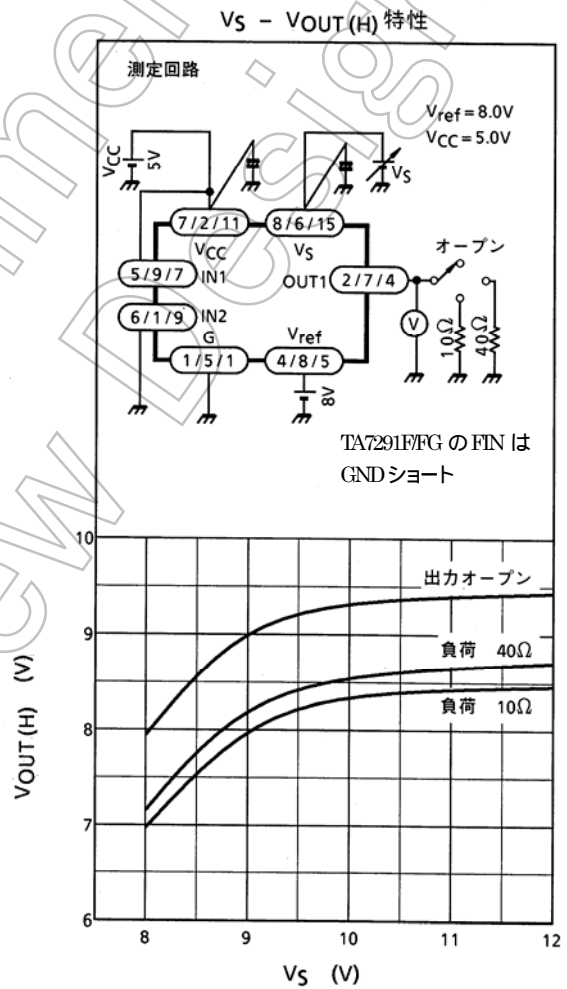 VS – VOUT (H) 特性
測定回路
Vref = 8.0V
VCC = 5.0V
VCC
5V
VS
7 / 2 / 11
8 / 6 / 15
VCC
VS
オープン
5 / 9 / 7
IN1
OUT1
2 / 7 / 4
6 / 1 / 9
IN2
V
10Ω
40Ω
G
Vref
1 / 5 / 1
4 / 8 / 5
8V
TA7291F/FG の FIN は
GND ショート
10
出力オープン
9
負荷 40Ω
8
負荷 10Ω
7
6
VOUT (H) (V)
8 9 10 11 12
VS (V)